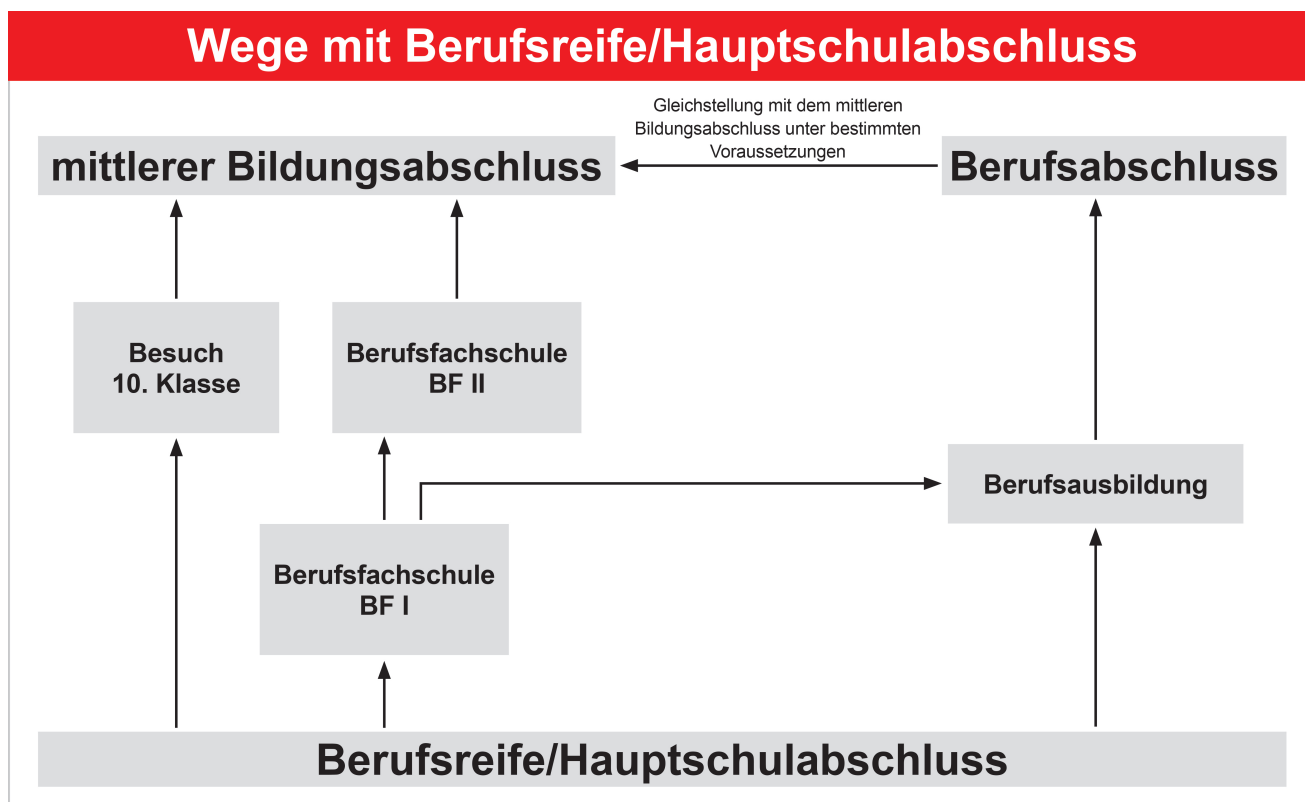 Wege mit Berufsreife/Hauptschulabschluss
Gleichstellung mit dem mittleren
Bildungsabschluss unter bestimmten
Voraussetzungen
mittlerer Bildungsabschluss
Berufsabschluss
Besuch
10. Klasse
Berufsfachschule
BF II
Berufsausbildung
Berufsfachschule
BF I
Berufsreife/Hauptschulabschluss